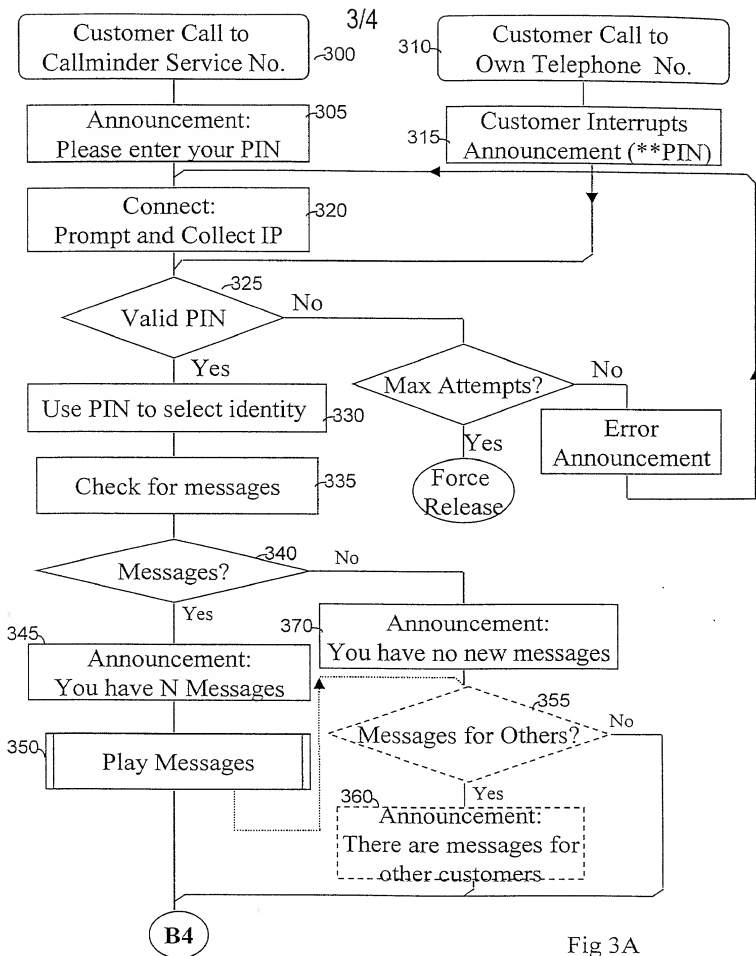 3/4
Customer Call to
Callminder Service No.
300
310
Customer Call to
Own Telephone No.
Announcement:
Please enter your PIN
305
315
Customer Interrupts
Announcement (**PIN)
Connect:
Prompt and Collect IP
320
325
Valid PIN
No
Yes
Max Attempts?
No
Yes
Use PIN to select identity
330
Error
Announcement
Force
Release
Check for messages
335
340
Messages?
No
Yes
345
Announcement:
You have N Messages
370
Announcement:
You have no new messages
350
Play Messages
355
Messages for Others?
No
Yes
360
Announcement:
There are messages for
other customers
B4
Fig 3A